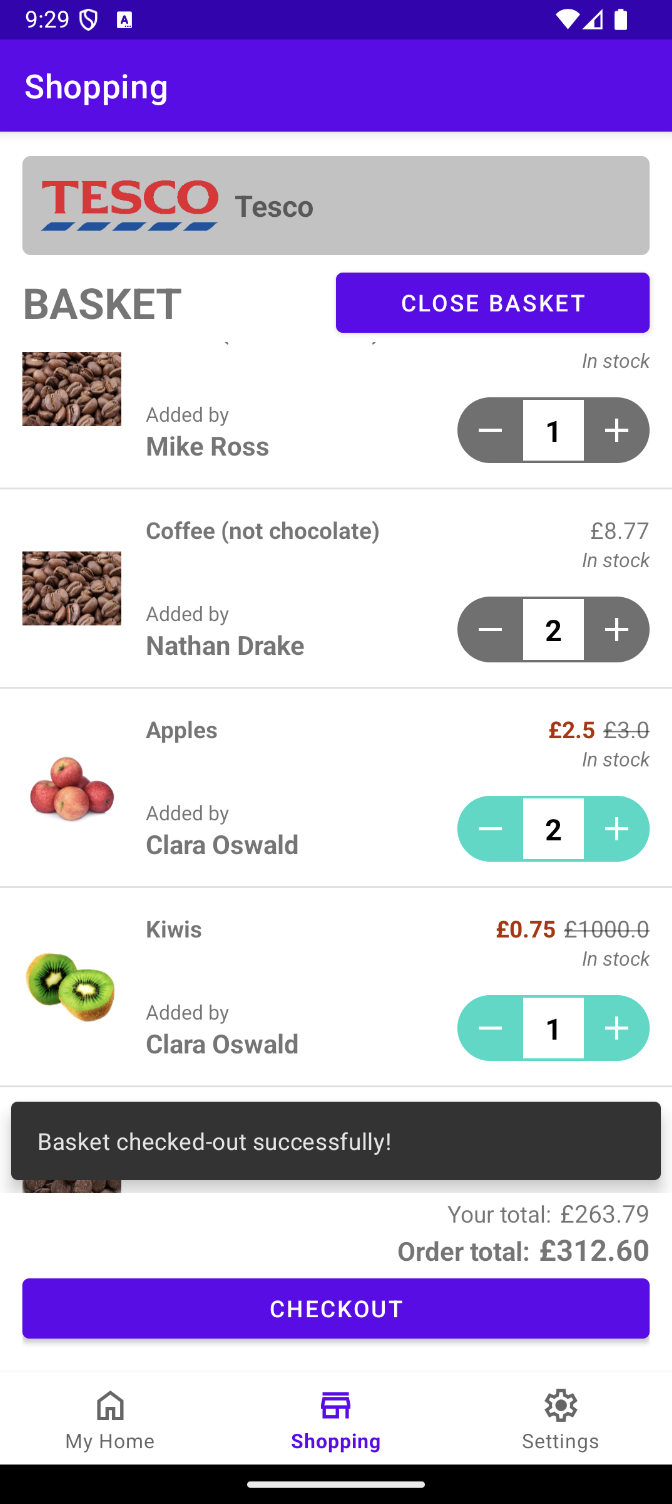 9:29
A
Shopping
TESCO Tesco
BASKET
CLOSE BASKET
In stock
Added by
Mike Ross
1
Coffee (not chocolate)
£8.77
In stock
Added by
Nathan Drake
2
Apples
£2.5 £3.0
In stock
Added by
Clara Oswald
2
Kiwis
£0.75 £1000.0
In stock
Added by
Clara Oswald
1
Basket checked-out successfully!
Your total: £263.79
Order total: £312.60
CHECKOUT
My Home
Shopping
Settings